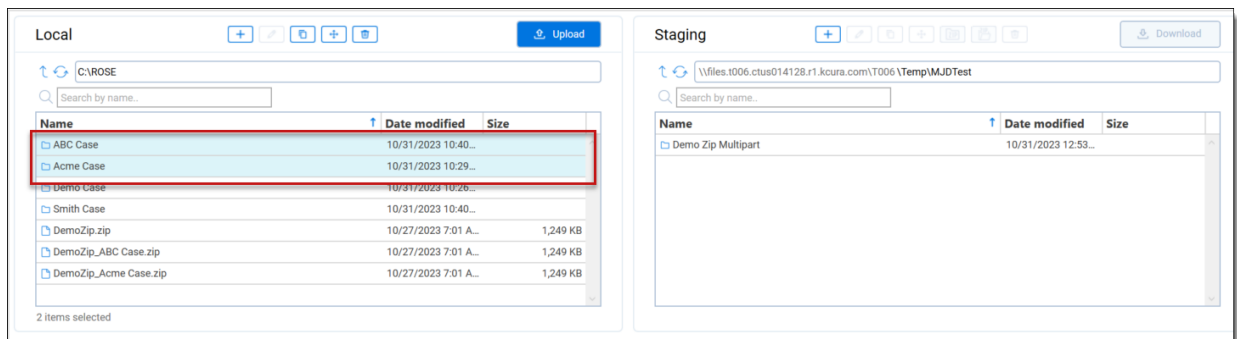 Local
Upload
C:\ROSE
Search by name..
Name Date modified Size
ABC Case 10/31/2023 10:40...
Acme Case 10/31/2023 10:29...
Demo Case 10/31/2023 10:26...
Smith Case 10/31/2023 10:40...
DemoZip.zip 10/27/2023 7:01 A... 1,249 KB
DemoZip_ABC Case.zip 10/27/2023 7:01 A... 1,249 KB
DemoZip_Acme Case.zip 10/27/2023 7:01 A... 1,249 KB
2 items selected
Staging
Download
\\files.t006.ctus014128.r1.kcura.com\T006\Temp\MJDTest
Search by name..
Name Date modified Size
Demo Zip Multipart 10/31/2023 12:53...